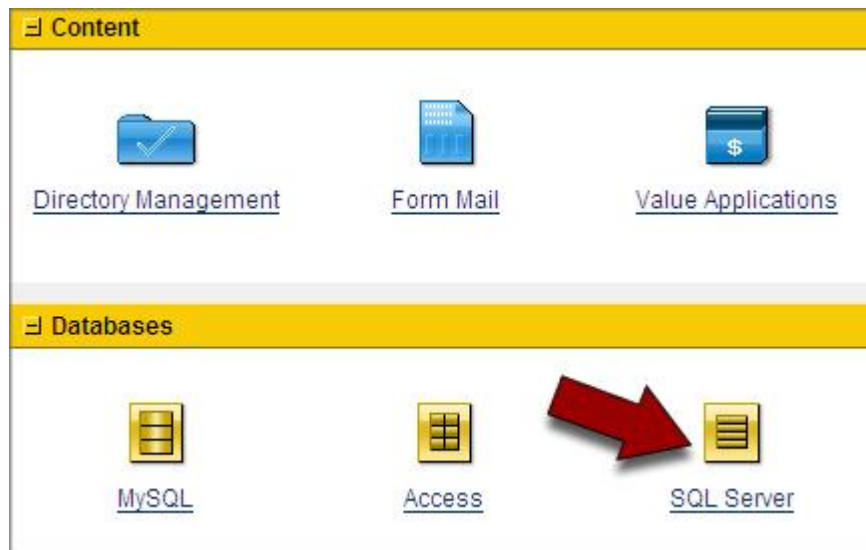 Content
Directory Management
Form Mail
$
Value Applications
Databases
MySQL
Access
SQL Server